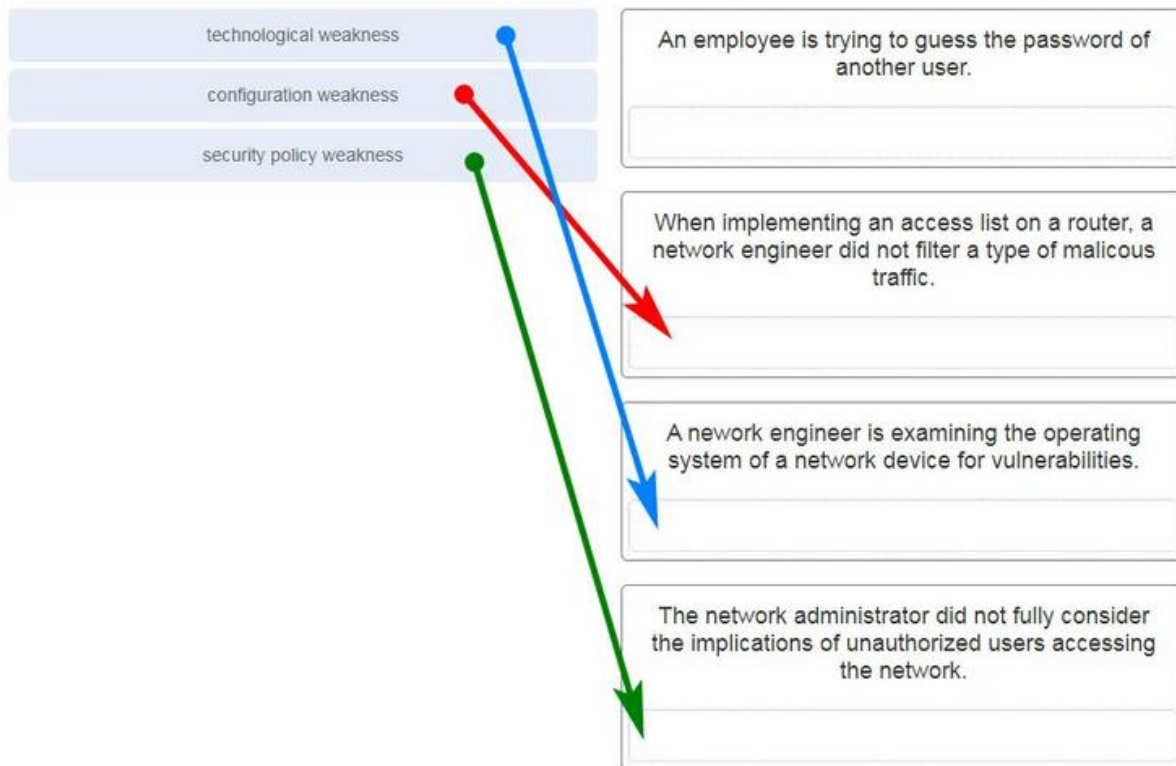 technological weakness
configuration weakness
security policy weakness
An employee is trying to guess the password of
another user.
When implementing an access list on a router, a
network engineer did not filter a type of malicous
traffic.
A nework engineer is examining the operating
system of a network device for vulnerabilities.
The network administrator did not fully consider
the implications of unauthorized users accessing
the network.